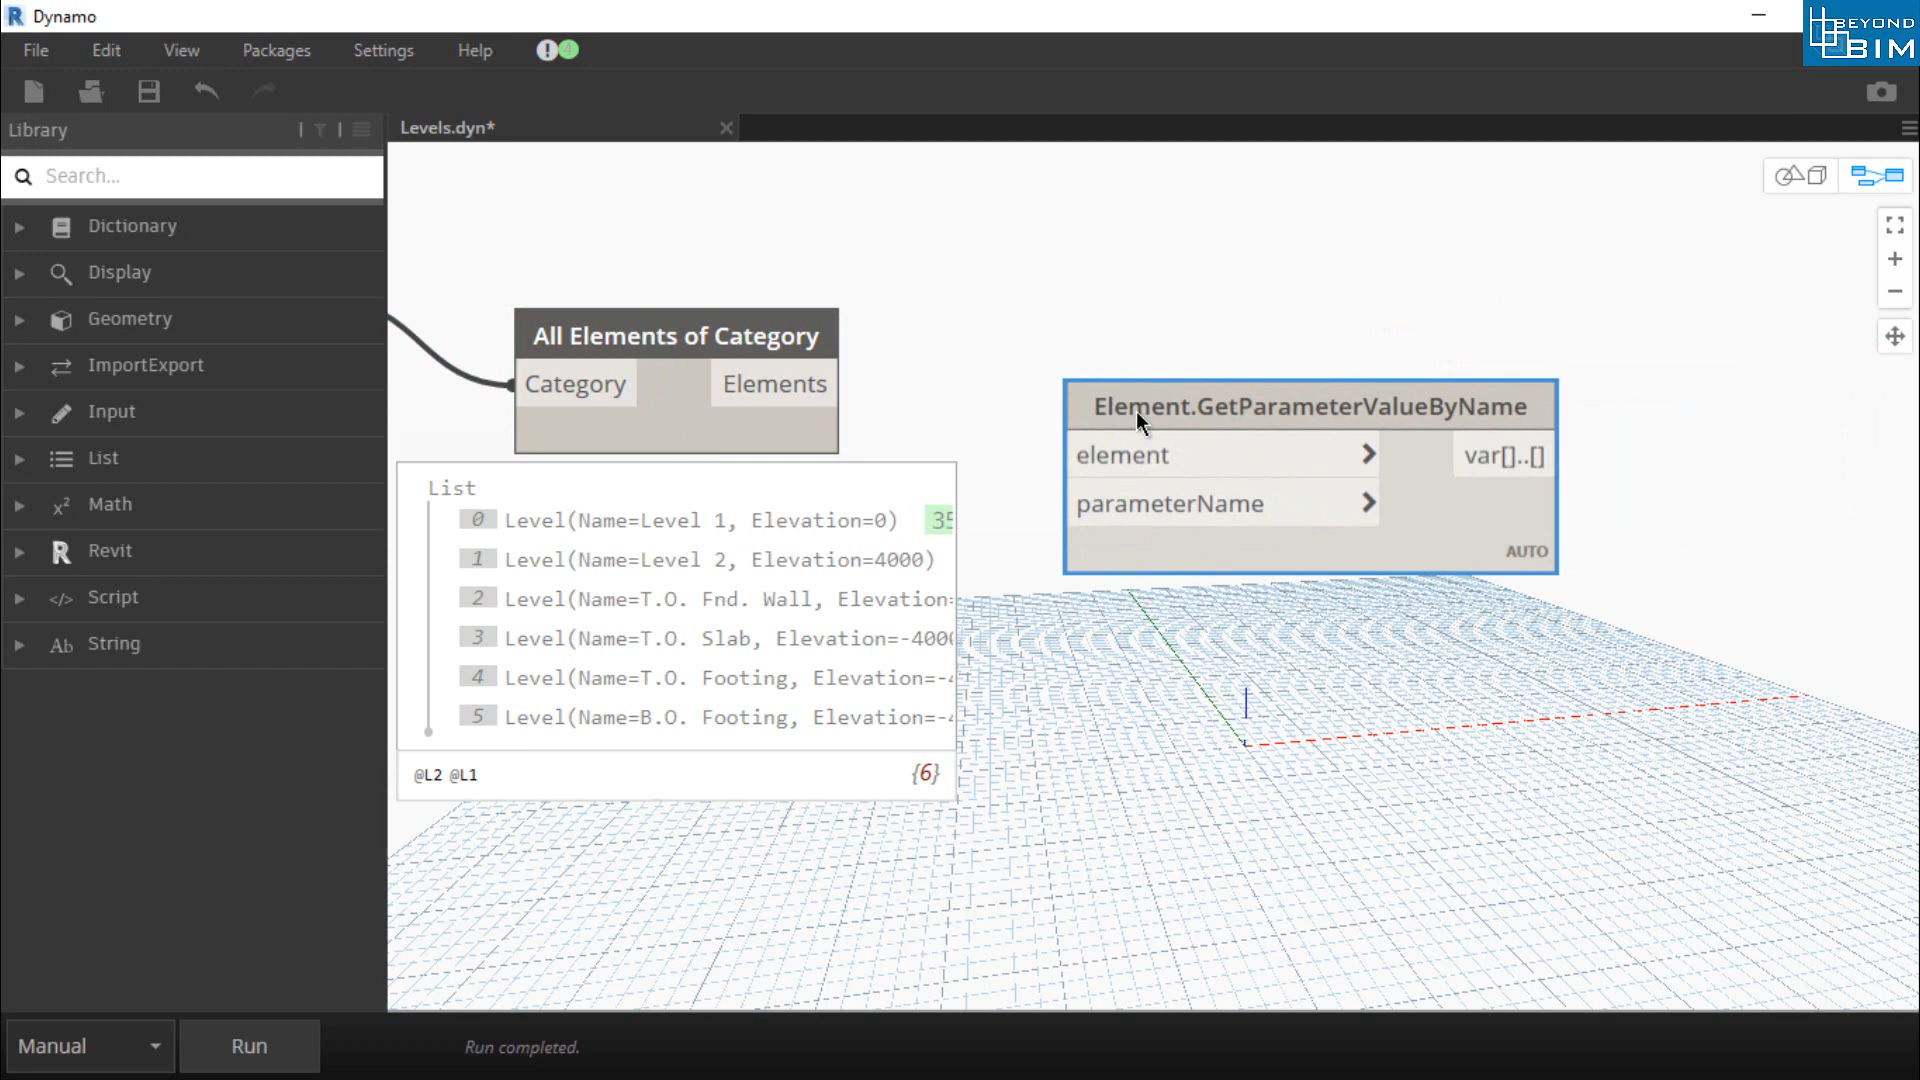 Dynamo
BEYOND
BIM
File Edit View Packages Settings Help ! 4
Library
Levels.dyn*
Search...
Dictionary
Display
Geometry
ImportExport
Input
List
Math
Revit
Script
String
All Elements of Category
Category Elements
List
0 Level(Name=Level 1, Elevation=0) 35
1 Level(Name=Level 2, Elevation=4000)
2 Level(Name=T.O. Fnd. Wall, Elevation=
3 Level(Name=T.O. Slab, Elevation=-400
4 Level(Name=T.O. Footing, Elevation=-
5 Level(Name=B.O. Footing, Elevation=-
@L2 @L1 {6}
Element.GetParameterValueByName
element > var[]..[]
parameterName >
AUTO
Manual Run Run completed.